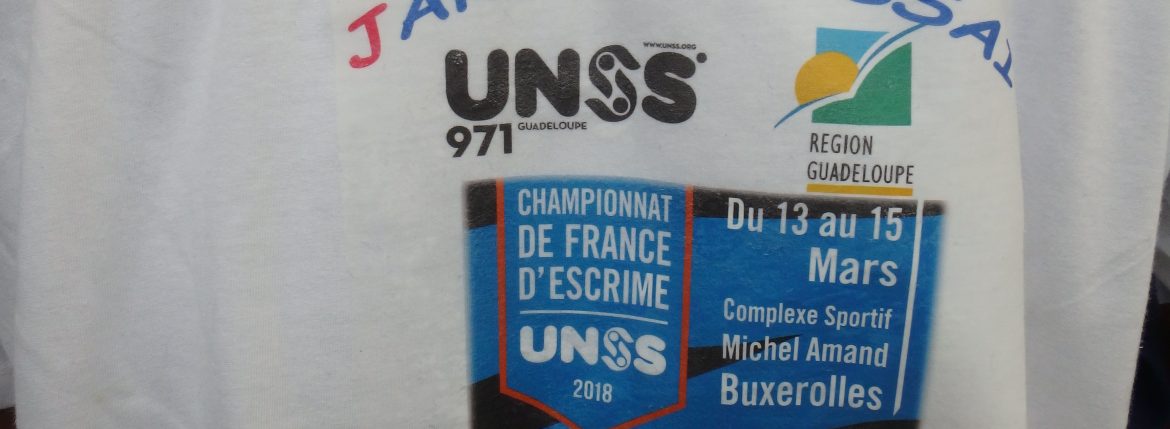 WWW.UNSS.ORG
UNSS
971 GUADELOUPE
REGION
GUADELOUPE
CHAMPIONNAT
DE FRANCE
D'ESCRIME
UNSS
2018
Du 13 au 15
Mars
Complexe Sportif
Michel Amand
Buxerolles